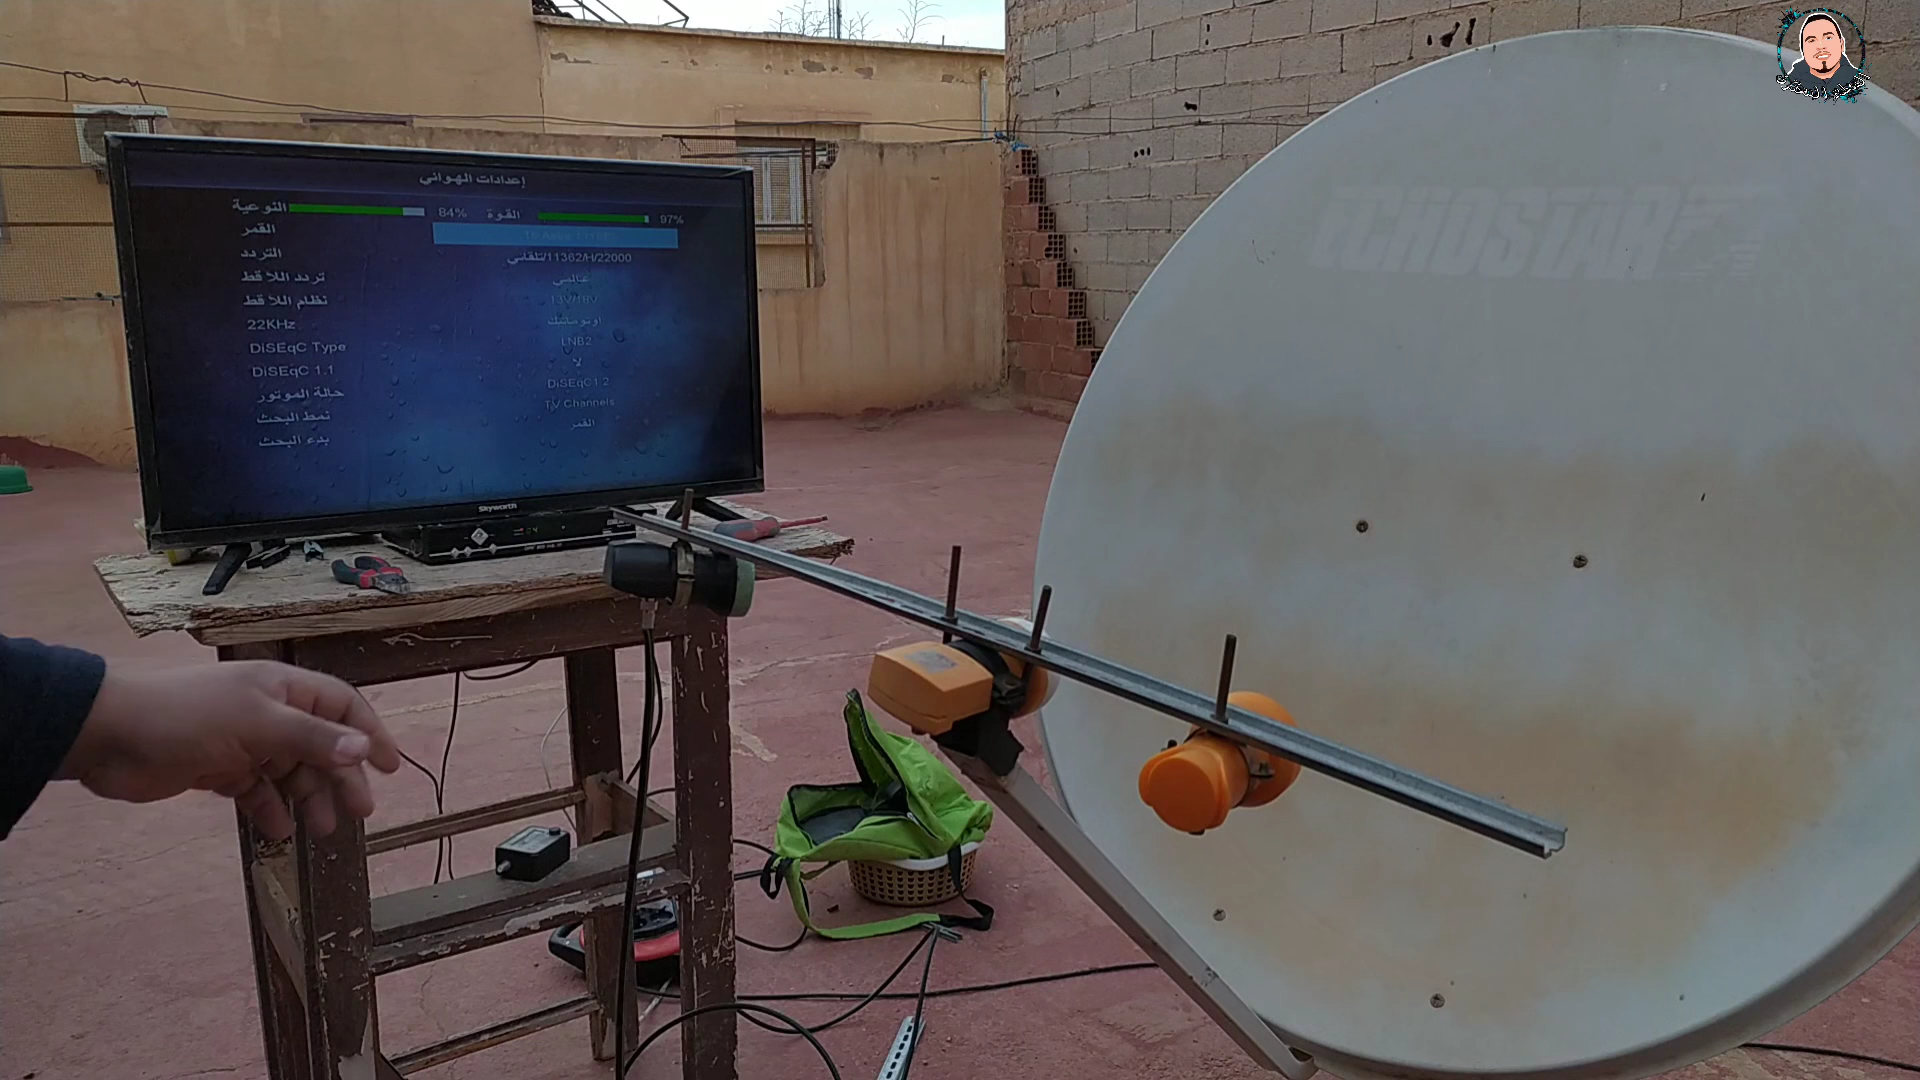 إعدادات الهوائي
النوعية 84% القوة 97%
القمر
التردد تلقائي/11362/H/22000
تردد اللاقط عالمي
نظام اللاقط 13V/18V
22KHz اوتوماتيك
DiSEqC Type LNB2
DiSEqC 1.1 لا
حالة الموتور DiSEqC1.2
نمط البحث TV Channels
بدء البحث القمر
Skyworth
ECHOSTAR